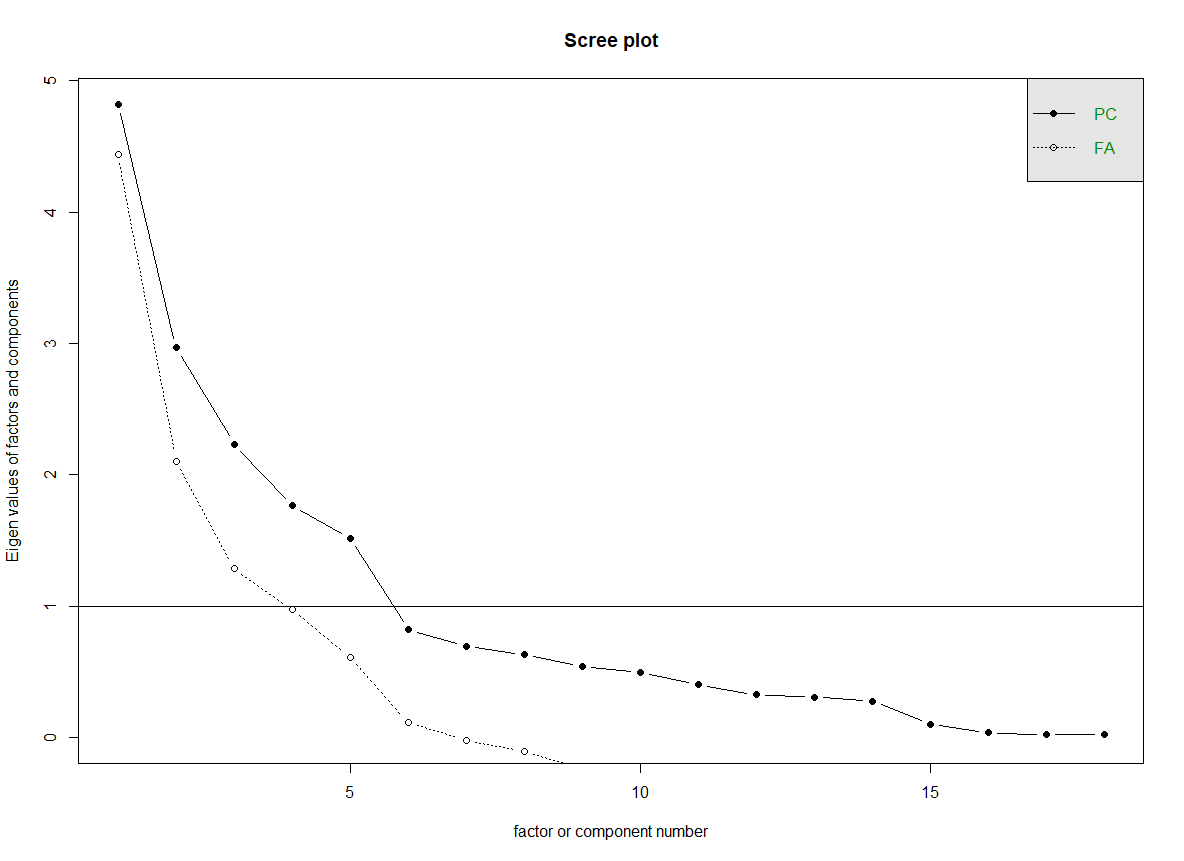 Scree plot
PC
FA
Eigen values of factors and components
5
4
3
2
1
0
5
10
15
factor or component number